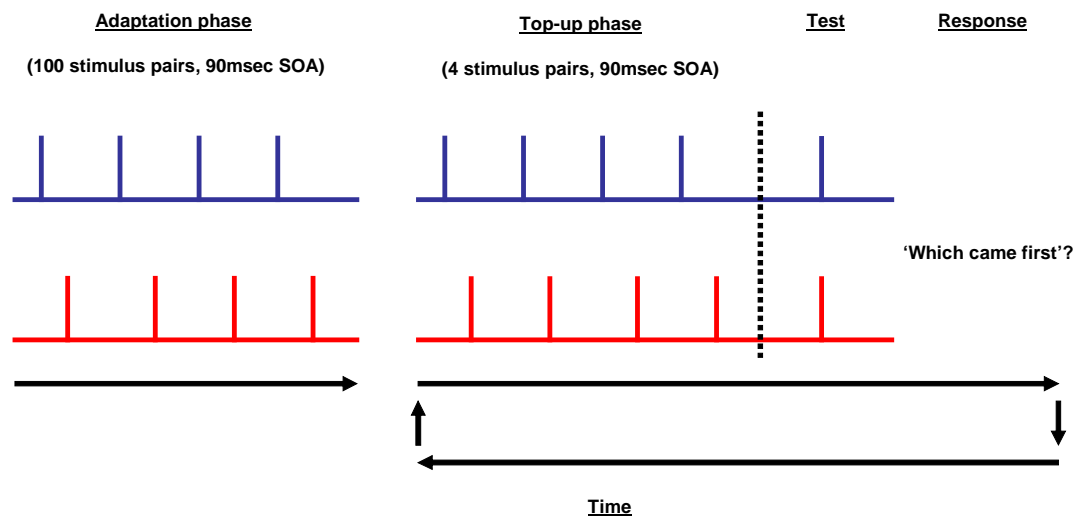 Adaptation phase
Top-up phase
Test
Response
(100 stimulus pairs, 90msec SOA)
(4 stimulus pairs, 90msec SOA)
‘Which came first’?
Time